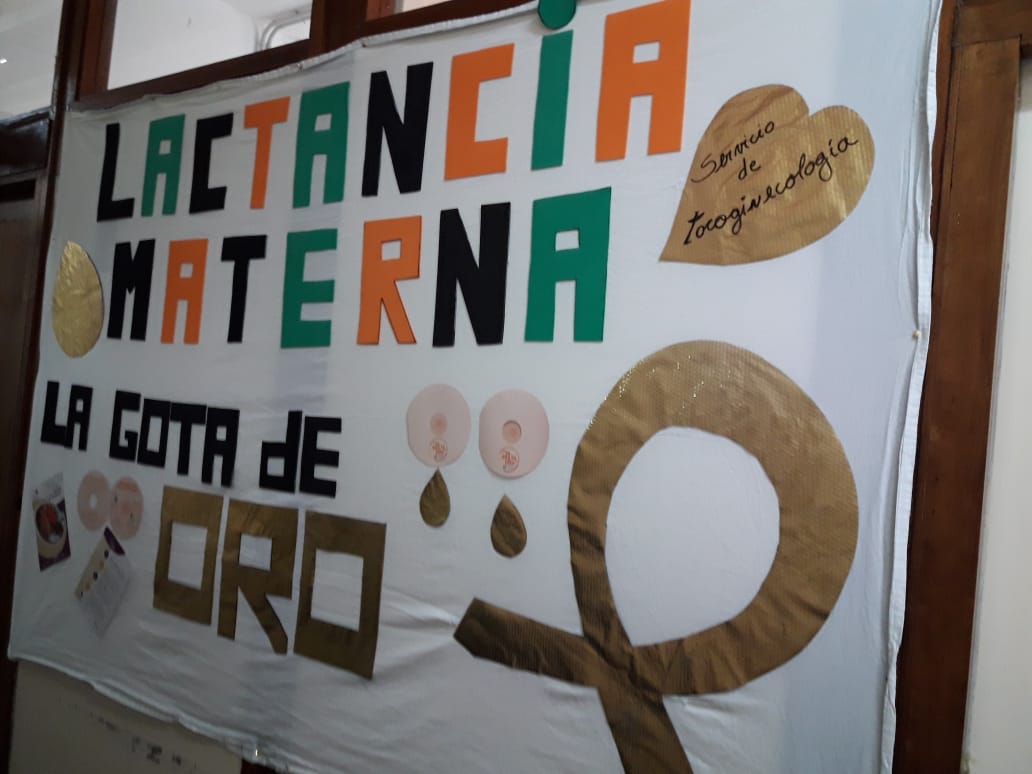 LACTANCiA
MATERNA
Servicio
de
tocoginecología
LA GOTA dE
ORO